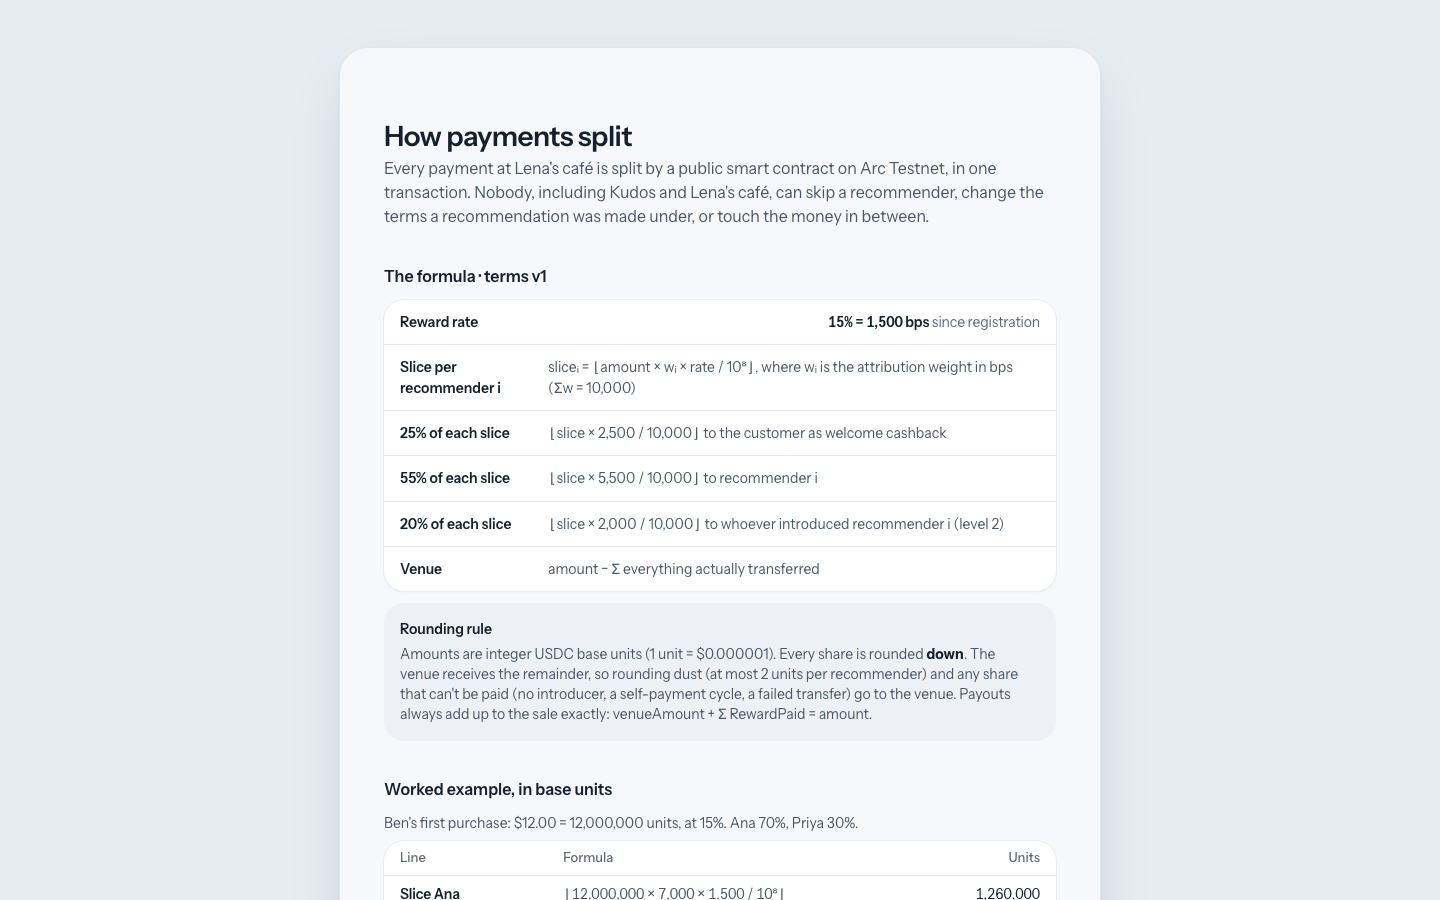 How payments split
Every payment at Lena's café is split by a public smart contract on Arc Testnet, in one
transaction. Nobody, including Kudos and Lena's café, can skip a recommender, change the
terms a recommendation was made under, or touch the money in between.
The formula · terms v1
Reward rate 15% = 1,500 bps since registration
Slice per
recommender i
sliceᵢ = ⌊amount × wᵢ × rate / 10⁸⌋, where wᵢ is the attribution weight in bps
(Σw = 10,000)
25% of each slice ⌊slice × 2,500 / 10,000⌋ to the customer as welcome cashback
55% of each slice ⌊slice × 5,500 / 10,000⌋ to recommender i
20% of each slice ⌊slice × 2,000 / 10,000⌋ to whoever introduced recommender i (level 2)
Venue amount − Σ everything actually transferred
Rounding rule
Amounts are integer USDC base units (1 unit = $0.000001). Every share is rounded down. The
venue receives the remainder, so rounding dust (at most 2 units per recommender) and any share
that can't be paid (no introducer, a self-payment cycle, a failed transfer) go to the venue. Payouts
always add up to the sale exactly: venueAmount + Σ RewardPaid = amount.
Worked example, in base units
Ben's first purchase: $12.00 = 12,000,000 units, at 15%. Ana 70%, Priya 30%.
Line Formula Units
Slice Ana ⌊12,000,000 × 7,000 × 1,500 / 10⁸⌋ 1,260,000